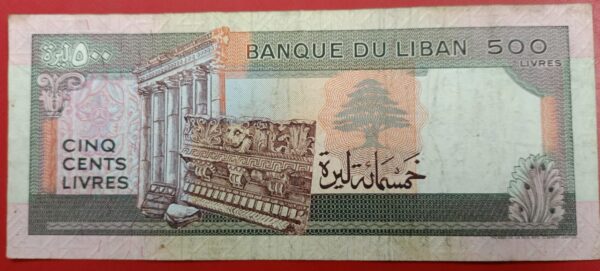 ٥٠٠ ليرة
BANQUE DU LIBAN 500
LIVRES
CINQ
CENTS
LIVRES
خمسمائة ليرة